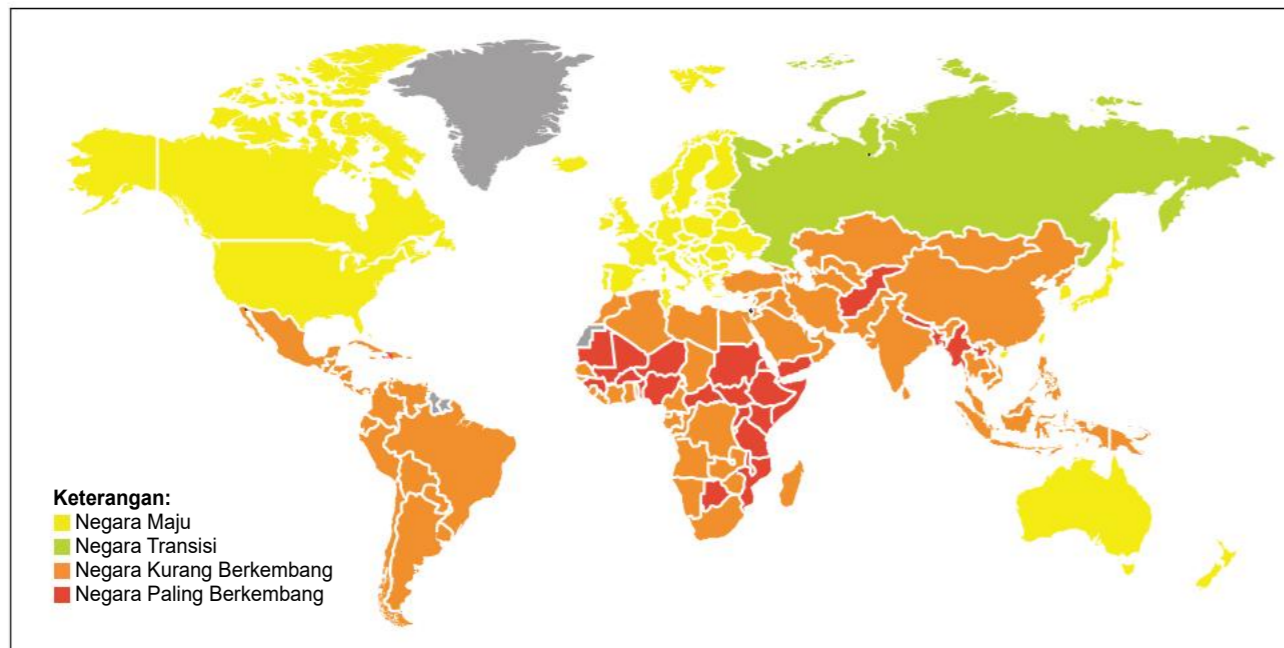 Keterangan:
Negara Maju
Negara Transisi
Negara Kurang Berkembang
Negara Paling Berkembang